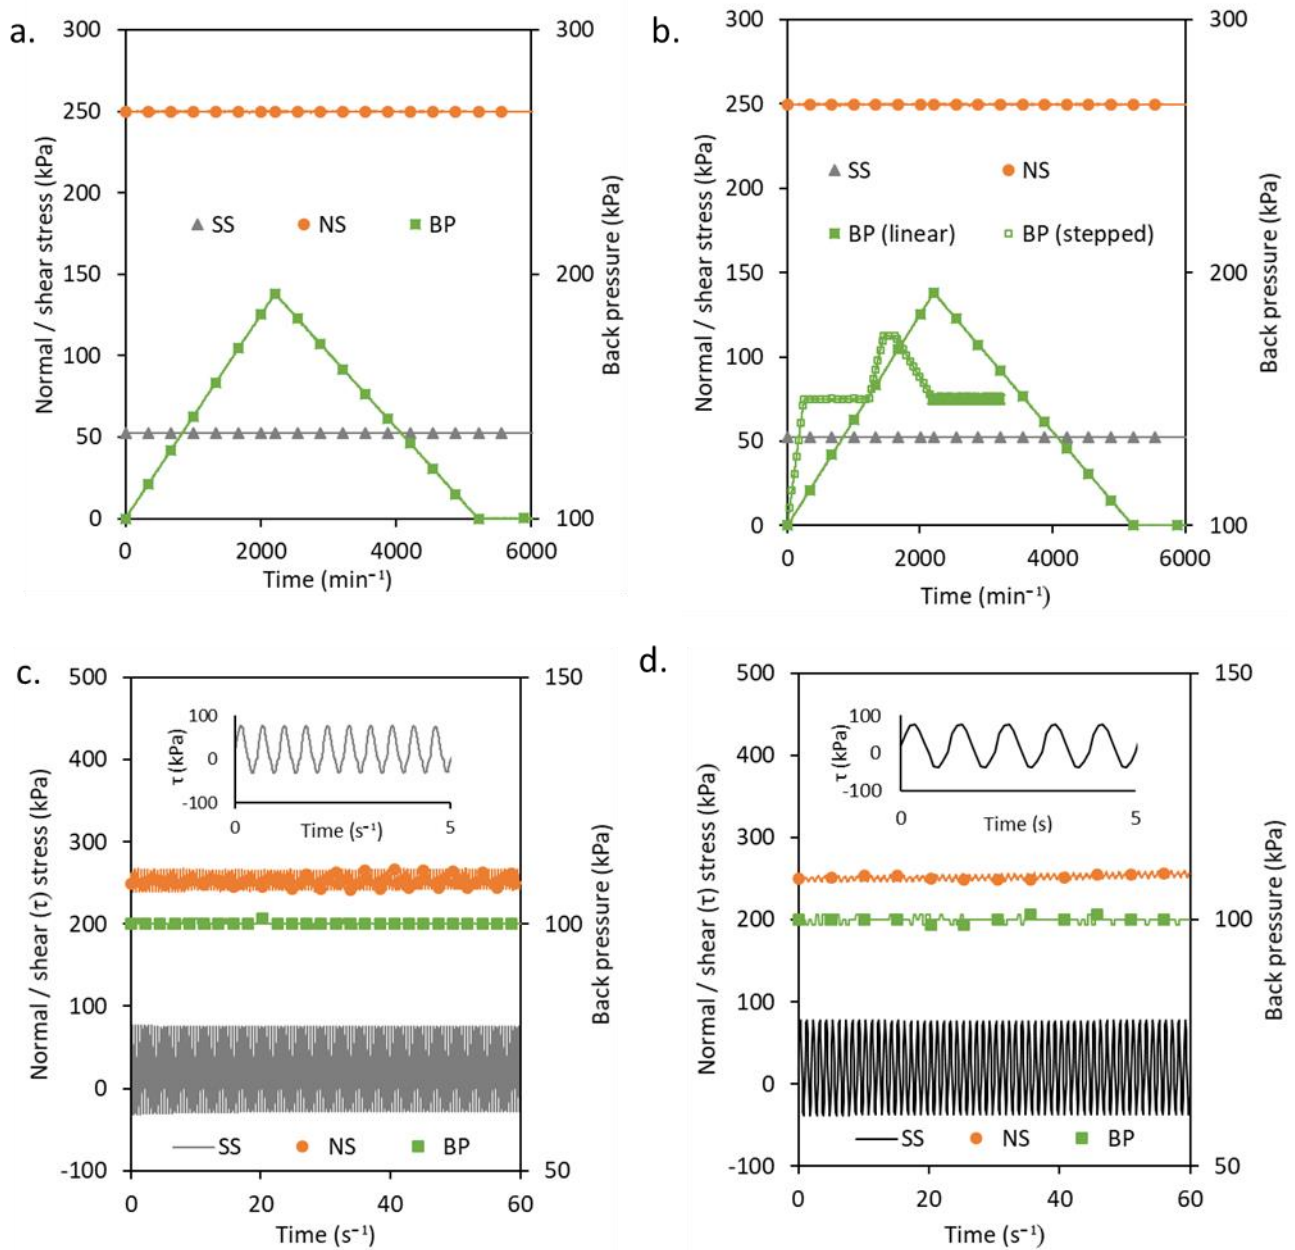 a.
300
250
200
150
100
50
0
Normal / shear stress (kPa)
SS
NS
BP
300
200
100
Back pressure (kPa)
0
2000
4000
6000
Time (min⁻¹)
b.
300
250
200
150
100
50
0
Normal / shear stress (kPa)
SS
NS
BP (linear)
BP (stepped)
300
200
100
Back pressure (kPa)
0
2000
4000
6000
Time (min⁻¹)
c.
500
400
300
200
100
0
-100
Normal / shear (τ) stress (kPa)
100
0
-100
τ (kPa)
0
5
Time (s⁻¹)
SS
NS
BP
150
100
50
Back pressure (kPa)
0
20
40
60
Time (s⁻¹)
d.
500
400
300
200
100
0
-100
Normal / shear (τ) stress (kPa)
100
0
-100
τ (kPa)
0
5
Time (s)
SS
NS
BP
150
100
50
Back pressure (kPa)
0
20
40
60
Time (s⁻¹)